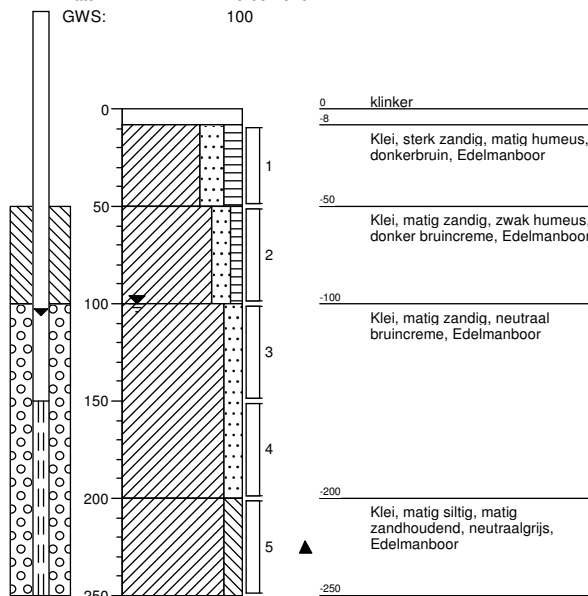 GWS: 100
0
50
100
150
200
250
1
2
3
4
5
0 klinker
-8
Klei, sterk zandig, matig humeus,
donkerbruin, Edelmanboor
-50
Klei, matig zandig, zwak humeus,
donker bruincreme, Edelmanboor
-100
Klei, matig zandig, neutraal
bruincreme, Edelmanboor
-200
Klei, matig siltig, matig
zandhoudend, neutraalgrijs,
Edelmanboor
-250